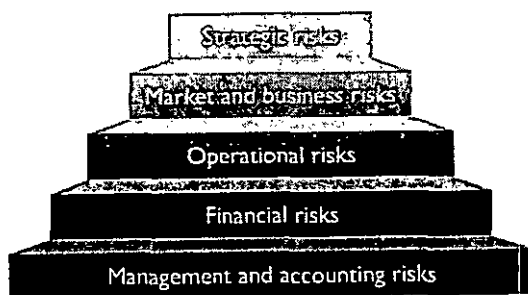 Strategic risks
Market and business risks
Operational risks
Financial risks
Management and accounting risks